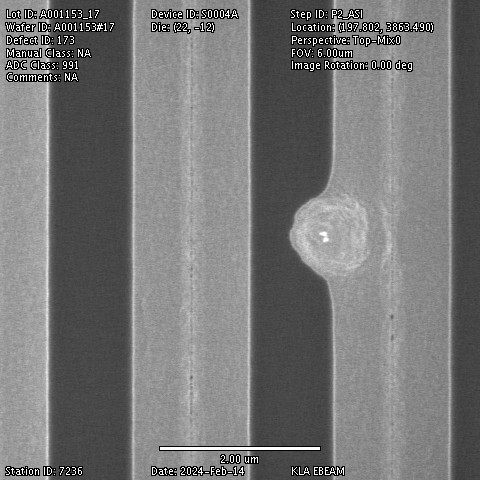 Lot ID: A001153_17
Wafer ID: A001153#17
Defect ID: 173
Manual Class: NA
ADC Class: 991
Comments: NA
Device ID: S0004A
Die: (22, -12)
Step ID: P2_ASI
Location: (197.802, 3863.490)
Perspective: Top-Mix0
FOV: 6.00um
Image Rotation: 0.00 deg
2.00 um
Station ID: 7236
Date: 2024-Feb-14
KLA EBEAM